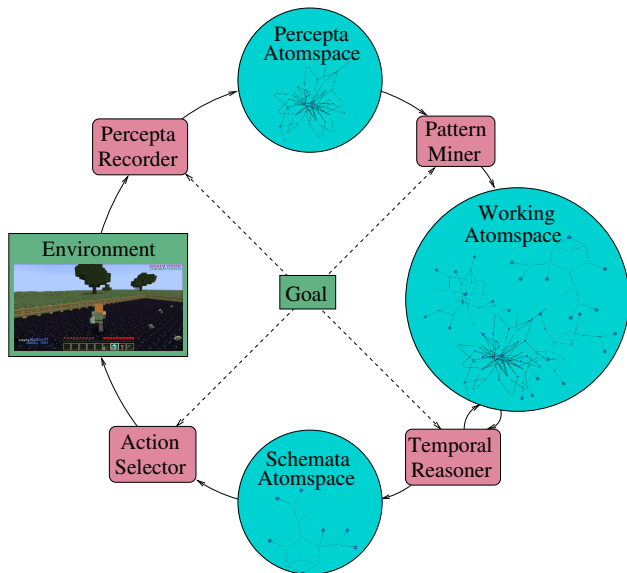 Percepta
Atomspace
Percepta
Recorder
Pattern
Miner
Environment
Working
Atomspace
Goal
Action
Selector
Schemata
Atomspace
Temporal
Reasoner